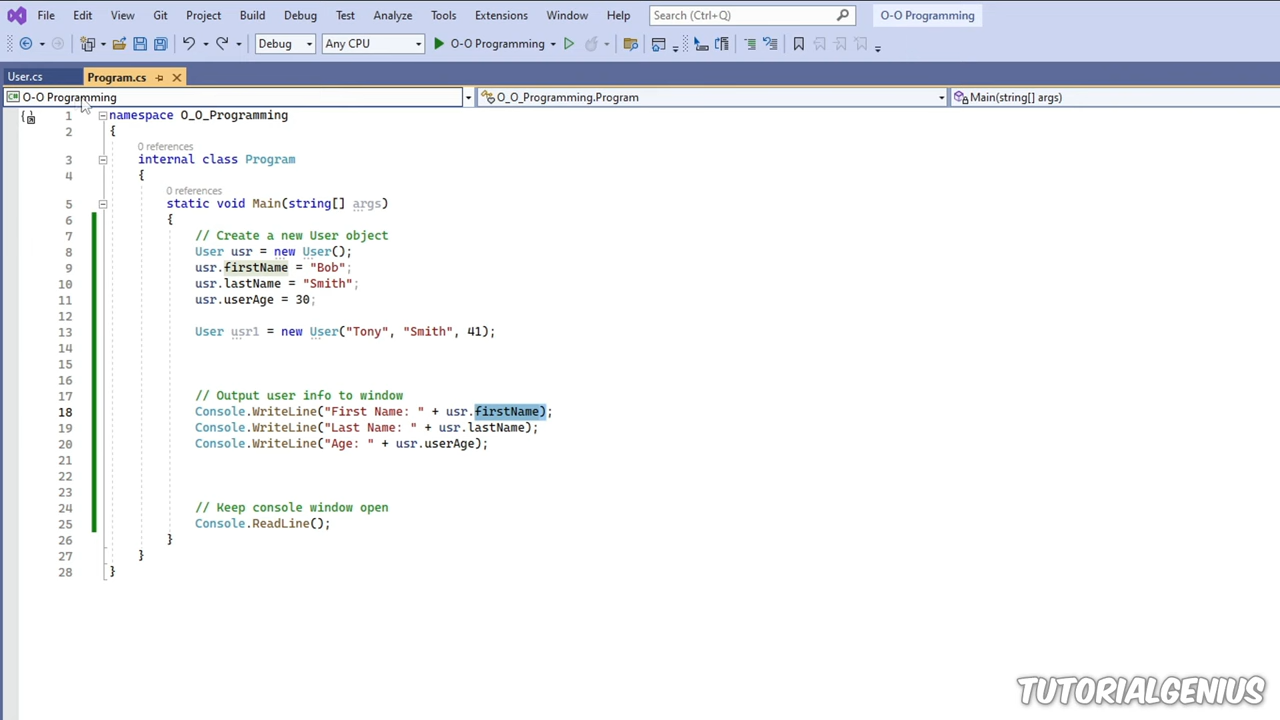 File Edit View Git Project Build Debug Test Analyze Tools Extensions Window Help Search (Ctrl+Q) O-O Programming
Debug Any CPU O-O Programming
User.cs Program.cs
O-O Programming O_O_Programming.Program Main(string[] args)
1 namespace O_O_Programming
2 {
0 references
3 internal class Program
4 {
0 references
5 static void Main(string[] args)
6 {
7 // Create a new User object
8 User usr = new User();
9 usr.firstName = "Bob";
10 usr.lastName = "Smith";
11 usr.userAge = 30;
12
13 User usr1 = new User("Tony", "Smith", 41);
14
15
16
17 // Output user info to window
18 Console.WriteLine("First Name: " + usr.firstName);
19 Console.WriteLine("Last Name: " + usr.lastName);
20 Console.WriteLine("Age: " + usr.userAge);
21
22
23
24 // Keep console window open
25 Console.ReadLine();
26 }
27 }
28 }
TUTORIALGENIUS